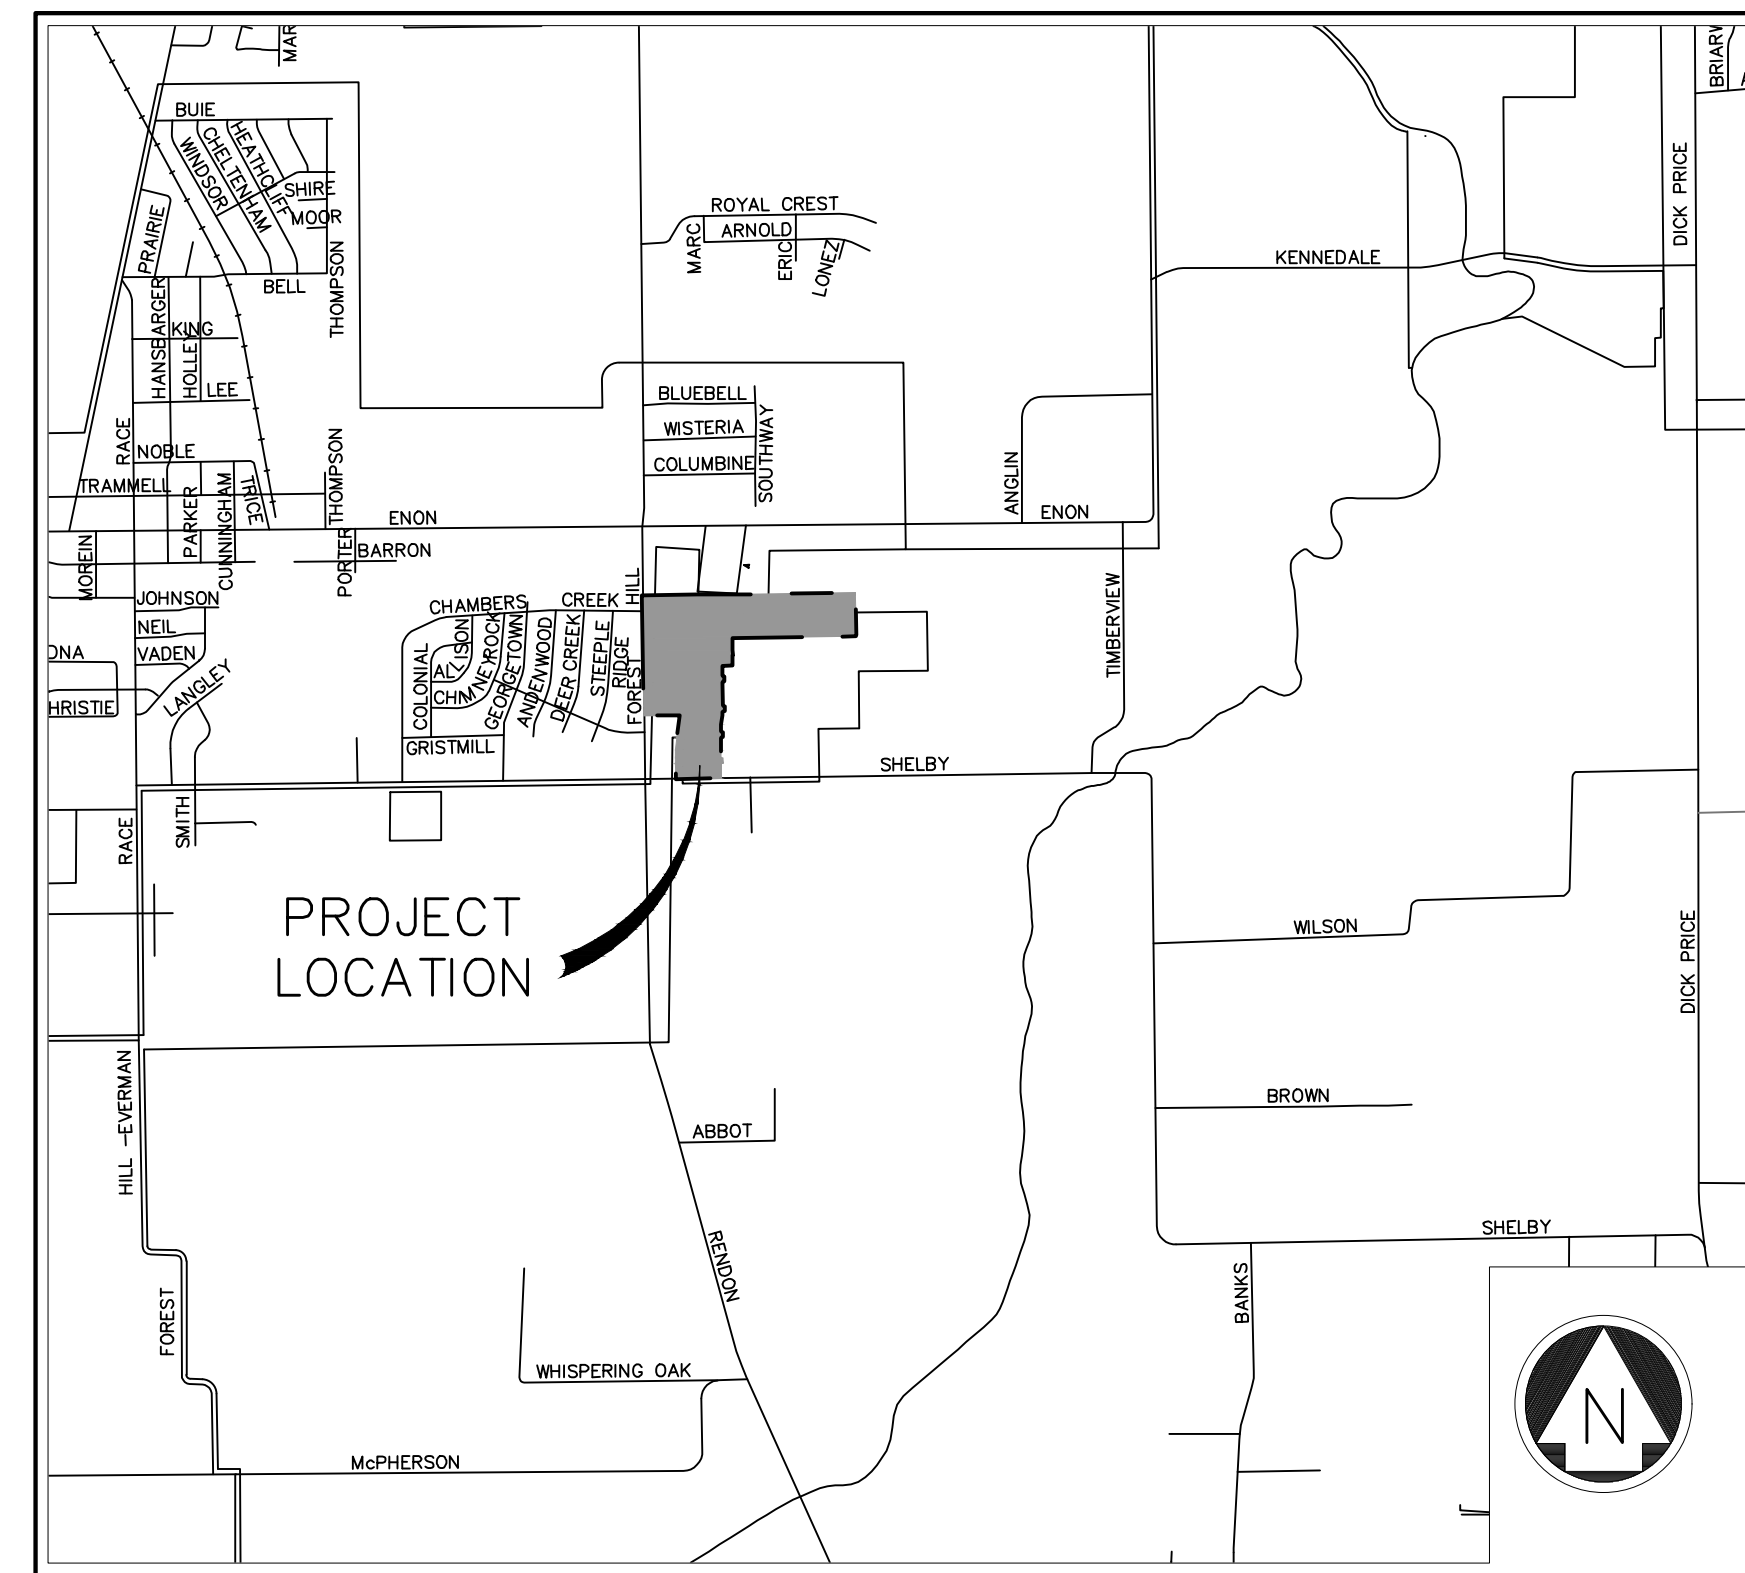 MAR
BRIARW
BUIE
HEATHCLIFF
CHELTENHAM
WINDSOR
SHIRE
MOOR
PRAIRIE
THOMPSON
BELL
HANSBARGER
KING
HOLLEY
LEE
ROYAL CREST
ARNOLD
MARC
ERIC
LONEZ
DICK PRICE
KENNEDALE
BLUEBELL
WISTERIA
COLUMBINE
SOUTHWAY
ANGLIN
RACE
NOBLE
TRAMMELL
PARKER
CUNNINGHAM
TRICE
THOMPSON
ENON
ENON
PORTER
BARRON
MOREIN
JOHNSON
NEIL
VADEN
LANGLEY
ONA
HRISTIE
CHAMBERS
CREEK
HILL
FOREST
COLONIAL
ALLISON
CHMNEYROCK
GEORGETOWN
ANDENWOOD
DEER CREEK
STEEPLE
RIDGE
GRISTMILL
TIMBERVIEW
SHELBY
RACE
SMITH
PROJECT
LOCATION
WILSON
DICK PRICE
HILL -EVERMAN
ABBOT
BROWN
RENDON
SHELBY
BANKS
FOREST
WHISPERING OAK
McPHERSON
N